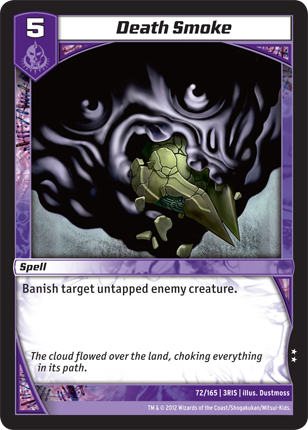 5
Death Smoke
Spell
Banish target untapped enemy creature.
The cloud flowed over the land, choking everything
in its path.
72/165 | 3RIS | illus. Dustmoss
TM & © 2012 Wizards of the Coast/Shogakukan/Mitsui-Kids.